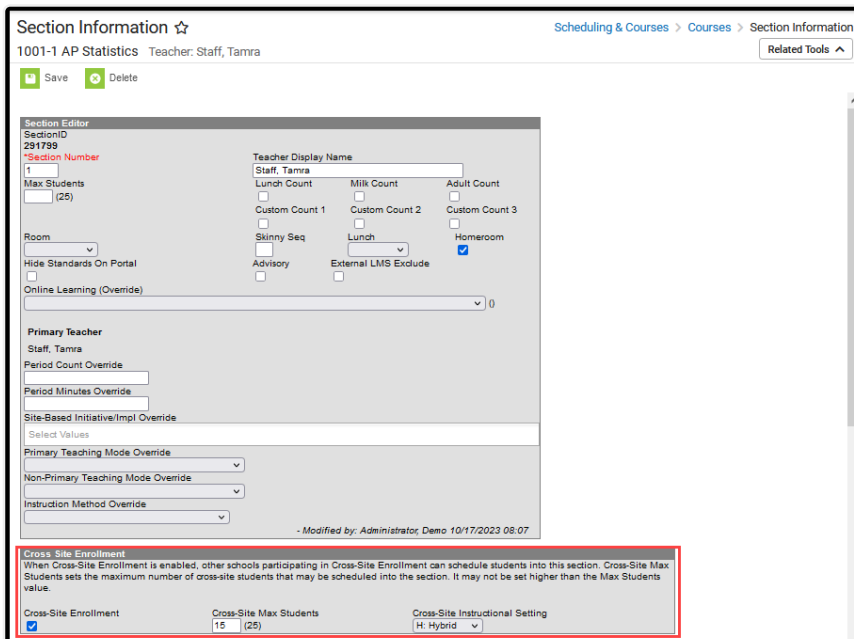 Section Information
Scheduling & Courses > Courses > Section Information
1001-1 AP Statistics Teacher: Staff, Tamra
Related Tools
Save Delete
Section Editor
SectionID
291799
*Section Number Teacher Display Name
1 Staff, Tamra
Max Students Lunch Count Milk Count Adult Count
(25)
Custom Count 1 Custom Count 2 Custom Count 3
Room Skinny Seq Lunch Homeroom
Hide Standards On Portal Advisory External LMS Exclude
Online Learning (Override)
()
Primary Teacher
Staff, Tamra
Period Count Override
Period Minutes Override
Site-Based Initiative/Impl Override
Select Values
Primary Teaching Mode Override
Non-Primary Teaching Mode Override
Instruction Method Override
- Modified by: Administrator, Demo 10/17/2023 08:07
Cross Site Enrollment
When Cross-Site Enrollment is enabled, other schools participating in Cross-Site Enrollment can schedule students into this section. Cross-Site Max
Students sets the maximum number of cross-site students that may be scheduled into the section. It may not be set higher than the Max Students
value.
Cross-Site Enrollment Cross-Site Max Students Cross-Site Instructional Setting
15 (25) H: Hybrid